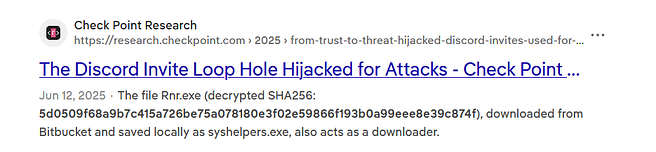 Check Point Research
https://research.checkpoint.com › 2025 › from-trust-to-threat-hijacked-discord-invites-used-for-...
The Discord Invite Loop Hole Hijacked for Attacks - Check Point ...
Jun 12, 2025 · The file Rnr.exe (decrypted SHA256:
5d0509f68a9b7c415a726be75a078180e3f02e59866f193b0a99eee8e39c874f), downloaded from
Bitbucket and saved locally as syshelpers.exe, also acts as a downloader.